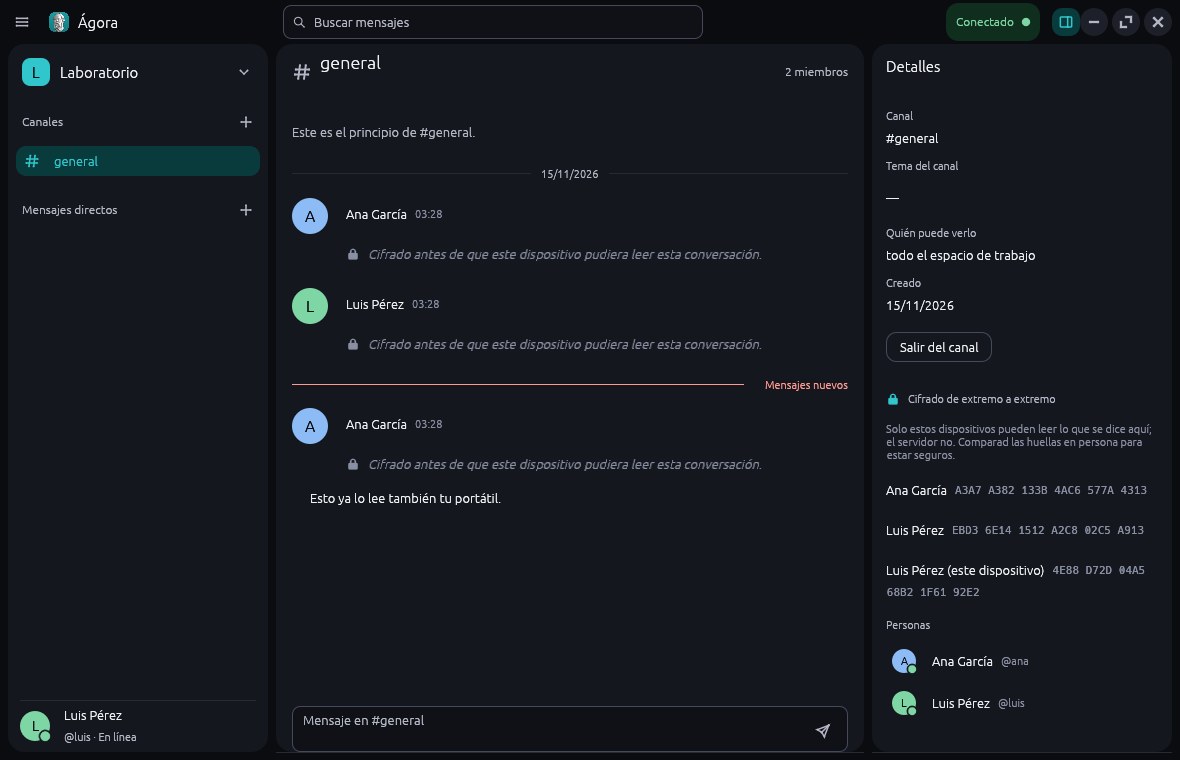 Ágora
Buscar mensajes
Conectado
L
Laboratorio
Canales
# general
Mensajes directos
L
Luis Pérez
@luis · En línea
# general
2 miembros
Este es el principio de #general.
15/11/2026
A
Ana García 03:28
Cifrado antes de que este dispositivo pudiera leer esta conversación.
L
Luis Pérez 03:28
Cifrado antes de que este dispositivo pudiera leer esta conversación.
Mensajes nuevos
A
Ana García 03:28
Cifrado antes de que este dispositivo pudiera leer esta conversación.
Esto ya lo lee también tu portátil.
Mensaje en #general
Detalles
Canal
#general
Tema del canal
—
Quién puede verlo
todo el espacio de trabajo
Creado
15/11/2026
Salir del canal
Cifrado de extremo a extremo
Solo estos dispositivos pueden leer lo que se dice aquí;
el servidor no. Comparad las huellas en persona para
estar seguros.
Ana García A3A7 A382 133B 4AC6 577A 4313
Luis Pérez EBD3 6E14 1512 A2C8 02C5 A913
Luis Pérez (este dispositivo) 4E88 D72D 04A5
68B2 1F61 92E2
Personas
A
Ana García @ana
L
Luis Pérez @luis